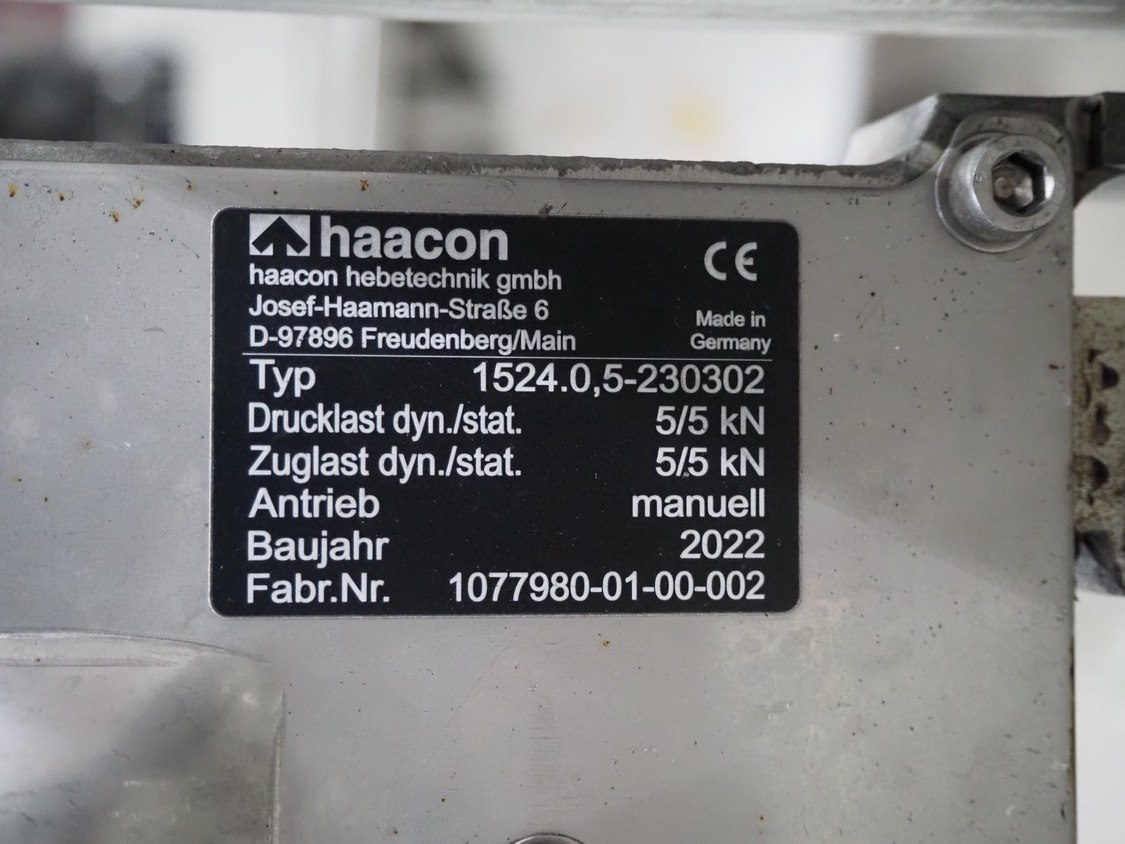 haacon
CE
haacon hebetechnik gmbh
Josef-Haamann-Straße 6
D-97896 Freudenberg/Main
Made in
Germany
Typ 1524.0,5-230302
Drucklast dyn./stat. 5/5 kN
Zuglast dyn./stat. 5/5 kN
Antrieb manuell
Baujahr 2022
Fabr.Nr. 1077980-01-00-002